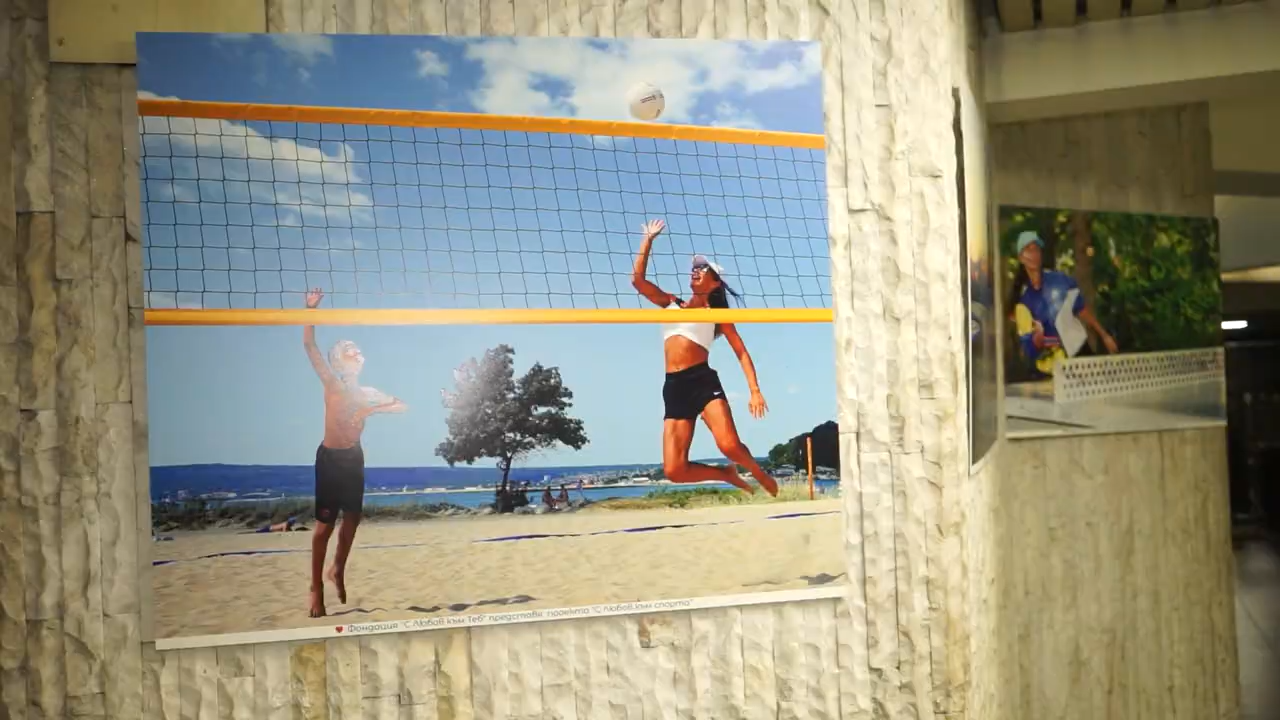 Фондация "С Любов към Теб" представя проекта "С любов към спорта"